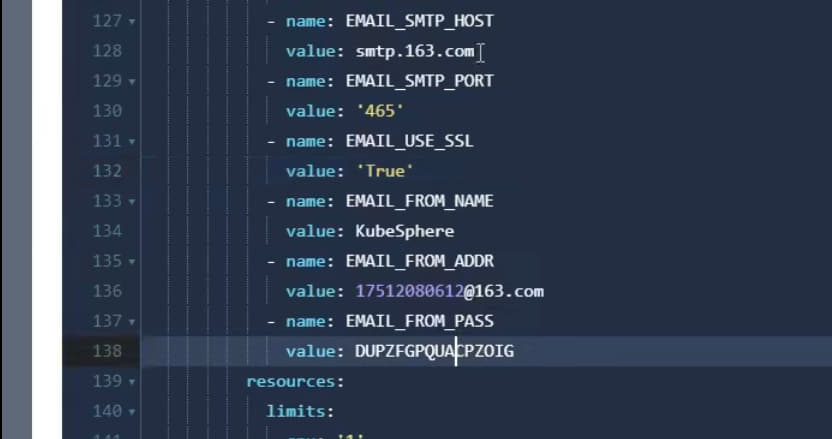 127 - name: EMAIL_SMTP_HOST
128 value: smtp.163.com
129 - name: EMAIL_SMTP_PORT
130 value: '465'
131 - name: EMAIL_USE_SSL
132 value: 'True'
133 - name: EMAIL_FROM_NAME
134 value: KubeSphere
135 - name: EMAIL_FROM_ADDR
136 value: 17512080612@163.com
137 - name: EMAIL_FROM_PASS
138 value: DUPZFGPQUACPZOIG
139 resources:
140 limits: